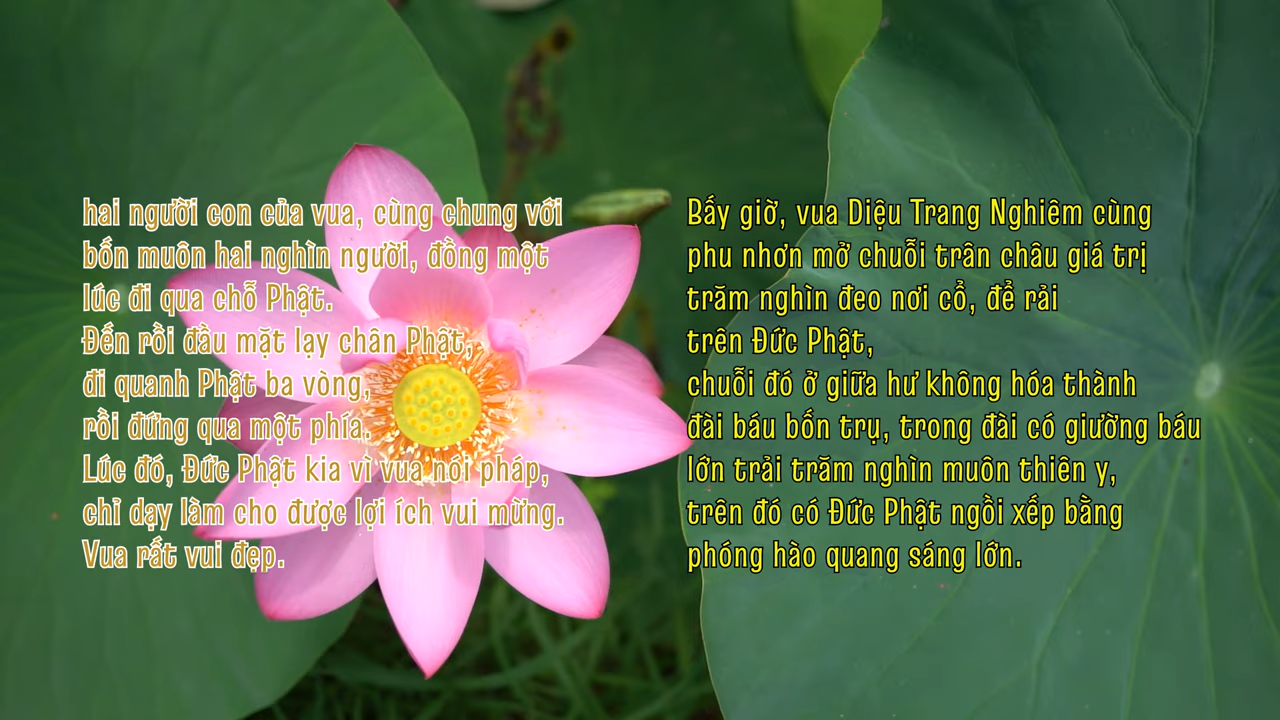 hai người con của vua, cùng chung với
bốn muôn hai nghìn người, đồng một
lúc đi qua chỗ Phật.
Đến rồi đầu mặt lạy chân Phật,
đi quanh Phật ba vòng,
rồi đứng qua một phía.
Lúc đó, Đức Phật kia vì vua nói pháp,
chỉ dạy làm cho được lợi ích vui mừng.
Vua rất vui đẹp.
Bấy giờ, vua Diệu Trang Nghiêm cùng
phu nhơn mở chuỗi trân châu giá trị
trăm nghìn đeo nơi cổ, để rải
trên Đức Phật,
chuỗi đó ở giữa hư không hóa thành
đài báu bốn trụ, trong đài có giường báu
lớn trải trăm nghìn muôn thiên y,
trên đó có Đức Phật ngồi xếp bằng
phóng hào quang sáng lớn.